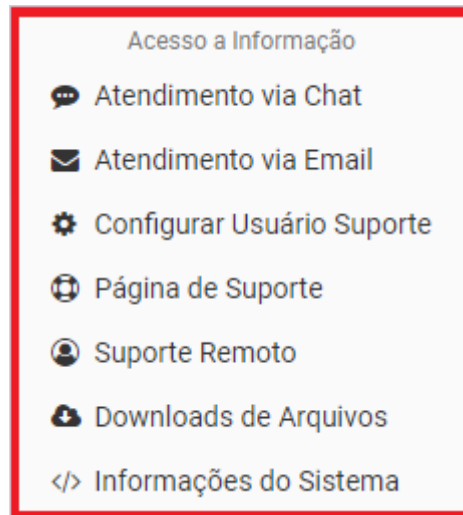 Acesso a Informação
Atendimento via Chat
Atendimento via Email
Configurar Usuário Suporte
Página de Suporte
Suporte Remoto
Downloads de Arquivos
Informações do Sistema